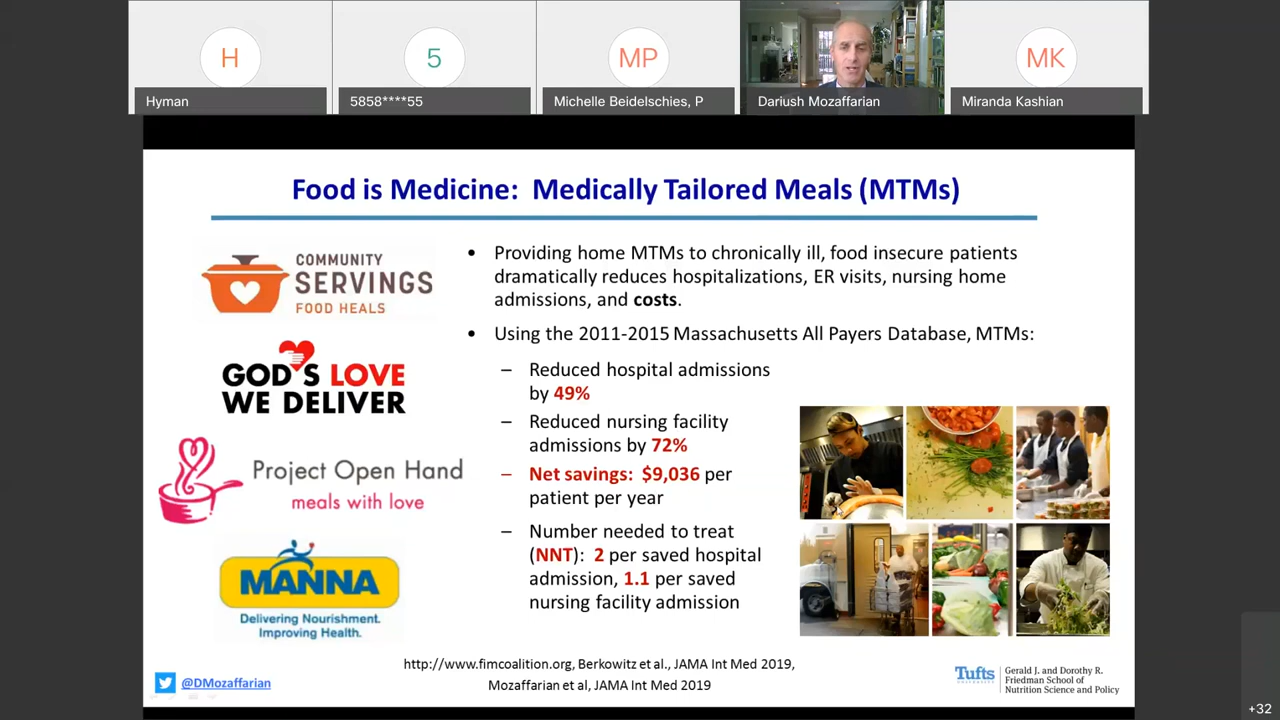 H
5
MP
MK
Hyman
5858****55
Michelle Beidelschies, P
Dariush Mozaffarian
Miranda Kashian
Food is Medicine: Medically Tailored Meals (MTMs)
COMMUNITY
SERVINGS
FOOD HEALS
GOD'S LOVE
WE DELIVER
Project Open Hand
meals with love
MANNA
Delivering Nourishment.
Improving Health.
• Providing home MTMs to chronically ill, food insecure patients
dramatically reduces hospitalizations, ER visits, nursing home
admissions, and costs.
• Using the 2011-2015 Massachusetts All Payers Database, MTMs:
– Reduced hospital admissions
by 49%
– Reduced nursing facility
admissions by 72%
– Net savings: $9,036 per
patient per year
– Number needed to treat
(NNT): 2 per saved hospital
admission, 1.1 per saved
nursing facility admission
@DMozaffarian
http://www.fimcoalition.org, Berkowitz et al., JAMA Int Med 2019,
Mozaffarian et al, JAMA Int Med 2019
Tufts
UNIVERSITY
Gerald J. and Dorothy R.
Friedman School of
Nutrition Science and Policy
+32